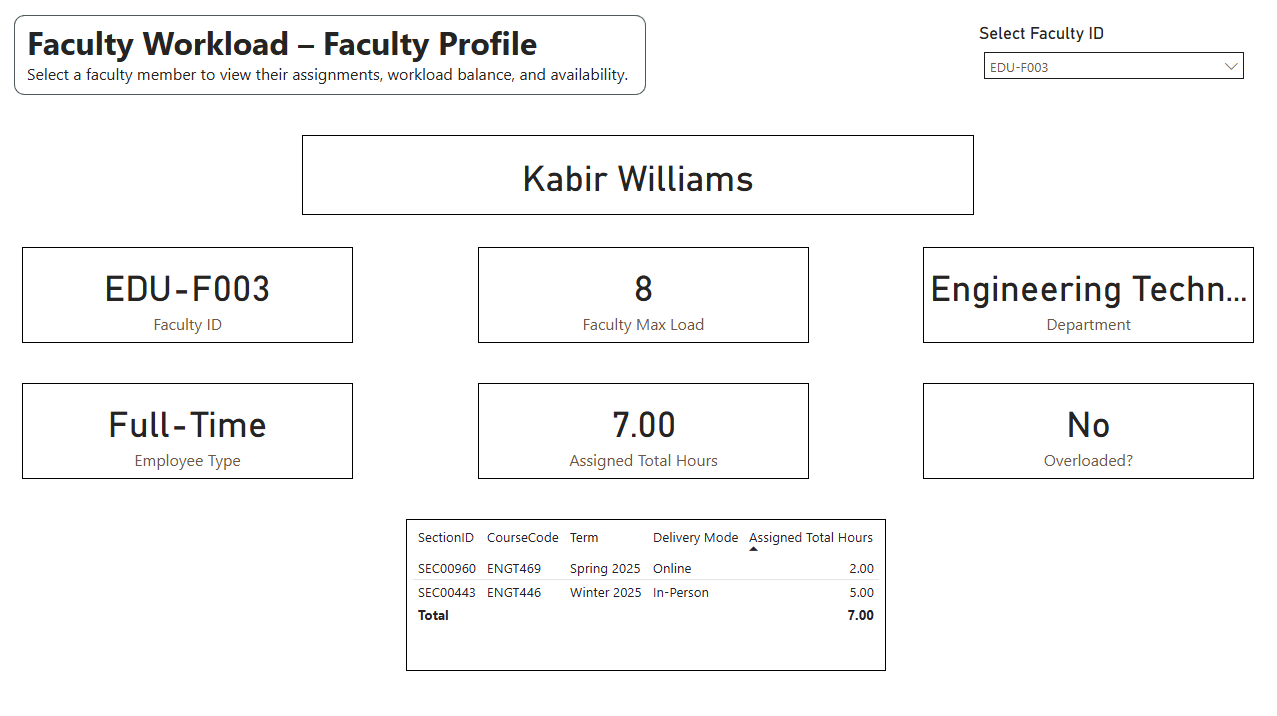 Faculty Workload – Faculty Profile
Select a faculty member to view their assignments, workload balance, and availability.
Select Faculty ID
EDU-F003
Kabir Williams
EDU-F003
Faculty ID
8
Faculty Max Load
Engineering Techn...
Department
Full-Time
Employee Type
7.00
Assigned Total Hours
No
Overloaded?
SectionID CourseCode Term Delivery Mode Assigned Total Hours
SEC00960 ENGT469 Spring 2025 Online 2.00
SEC00443 ENGT446 Winter 2025 In-Person 5.00
Total 7.00